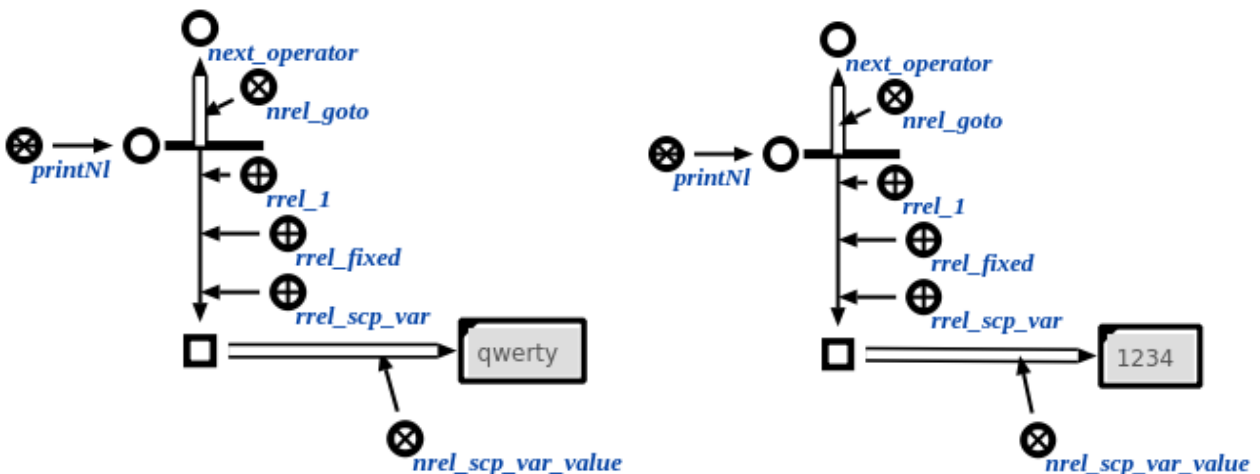 next_operator
nrel_goto
printNl
rrel_1
rrel_fixed
rrel_scp_var
qwerty
nrel_scp_var_value
next_operator
nrel_goto
printNl
rrel_1
rrel_fixed
rrel_scp_var
1234
nrel_scp_var_value